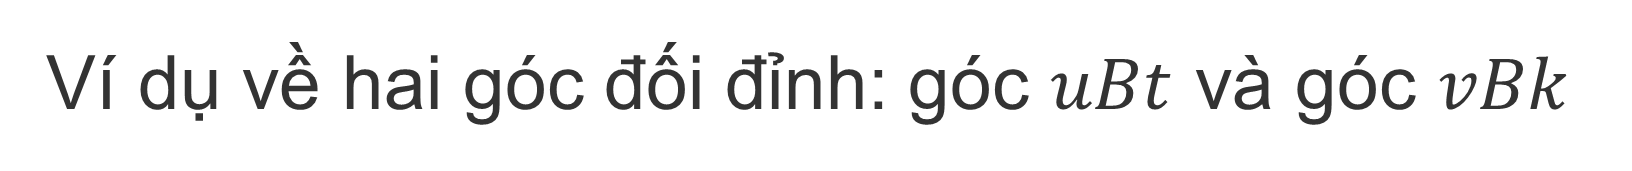 Ví dụ về hai góc đối đỉnh: góc uBt và góc vBk